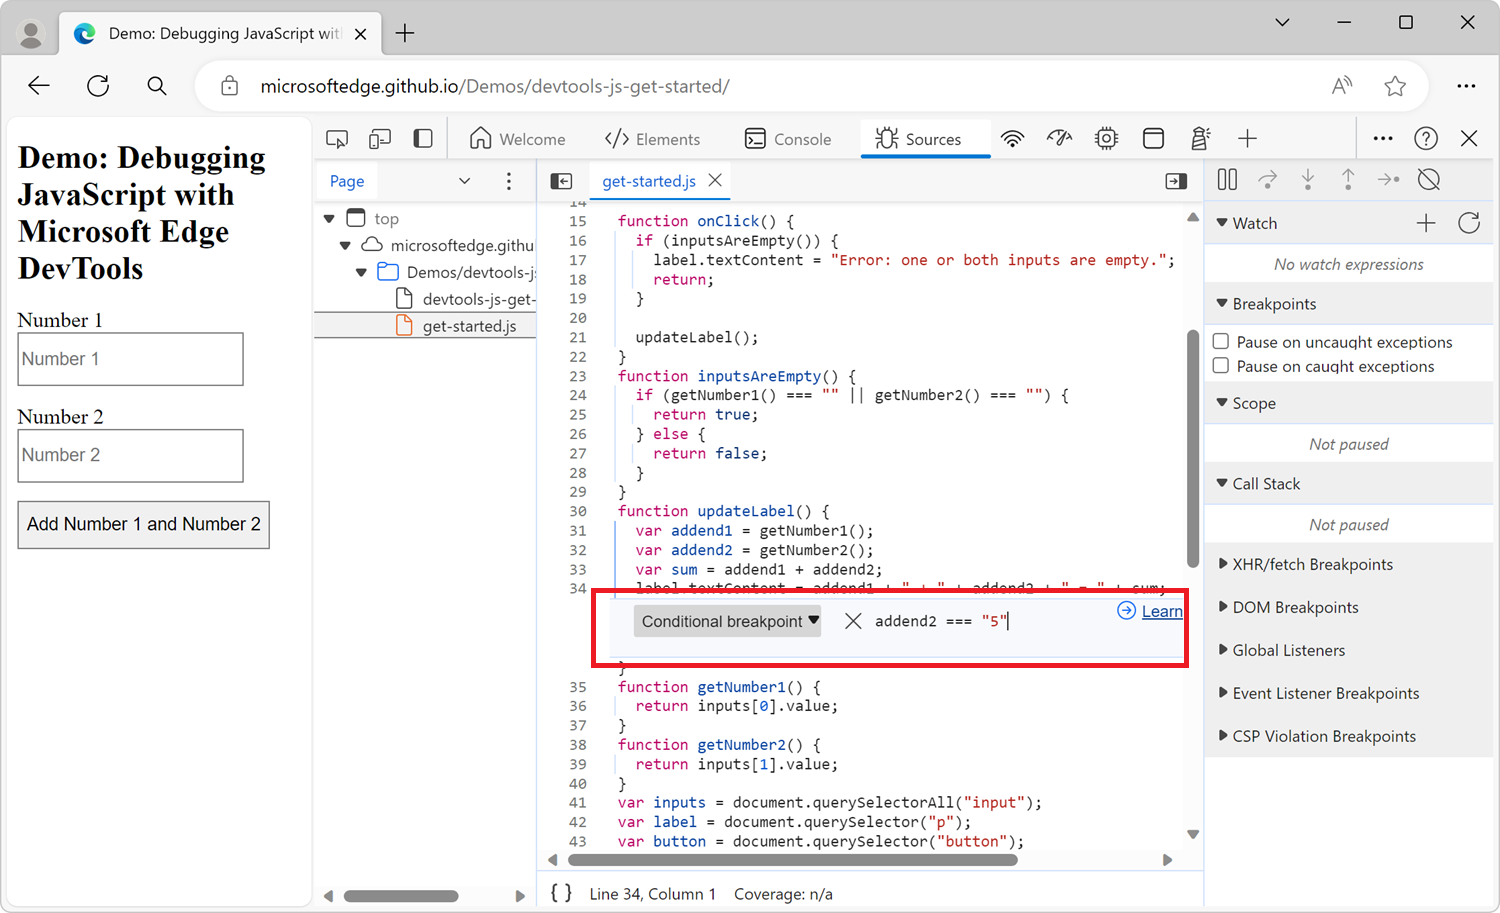 Demo: Debugging JavaScript wit
microsoftedge.github.io/Demos/devtools-js-get-started/
Demo: Debugging
JavaScript with
Microsoft Edge
DevTools
Number 1
Number 1
Number 2
Number 2
Add Number 1 and Number 2
Welcome
Elements
Console
Sources
Page
top
microsoftedge.githu
Demos/devtools-js
devtools-js-get-
get-started.js
get-started.js
14
15 function onClick() {
16 if (inputsAreEmpty()) {
17 label.textContent = "Error: one or both inputs are empty.";
18 return;
19 }
20
21 updateLabel();
22 }
23 function inputsAreEmpty() {
24 if (getNumber1() === "" || getNumber2() === "") {
25 return true;
26 } else {
27 return false;
28 }
29 }
30 function updateLabel() {
31 var addend1 = getNumber1();
32 var addend2 = getNumber2();
33 var sum = addend1 + addend2;
34 label.textContent = addend1 + " + " + addend2 + " = " + sum;
Conditional breakpoint
addend2 === "5"
Learn
}
35 function getNumber1() {
36 return inputs[0].value;
37 }
38 function getNumber2() {
39 return inputs[1].value;
40 }
41 var inputs = document.querySelectorAll("input");
42 var label = document.querySelector("p");
43 var button = document.querySelector("button");
{ } Line 34, Column 1 Coverage: n/a
Watch
No watch expressions
Breakpoints
Pause on uncaught exceptions
Pause on caught exceptions
Scope
Not paused
Call Stack
Not paused
XHR/fetch Breakpoints
DOM Breakpoints
Global Listeners
Event Listener Breakpoints
CSP Violation Breakpoints